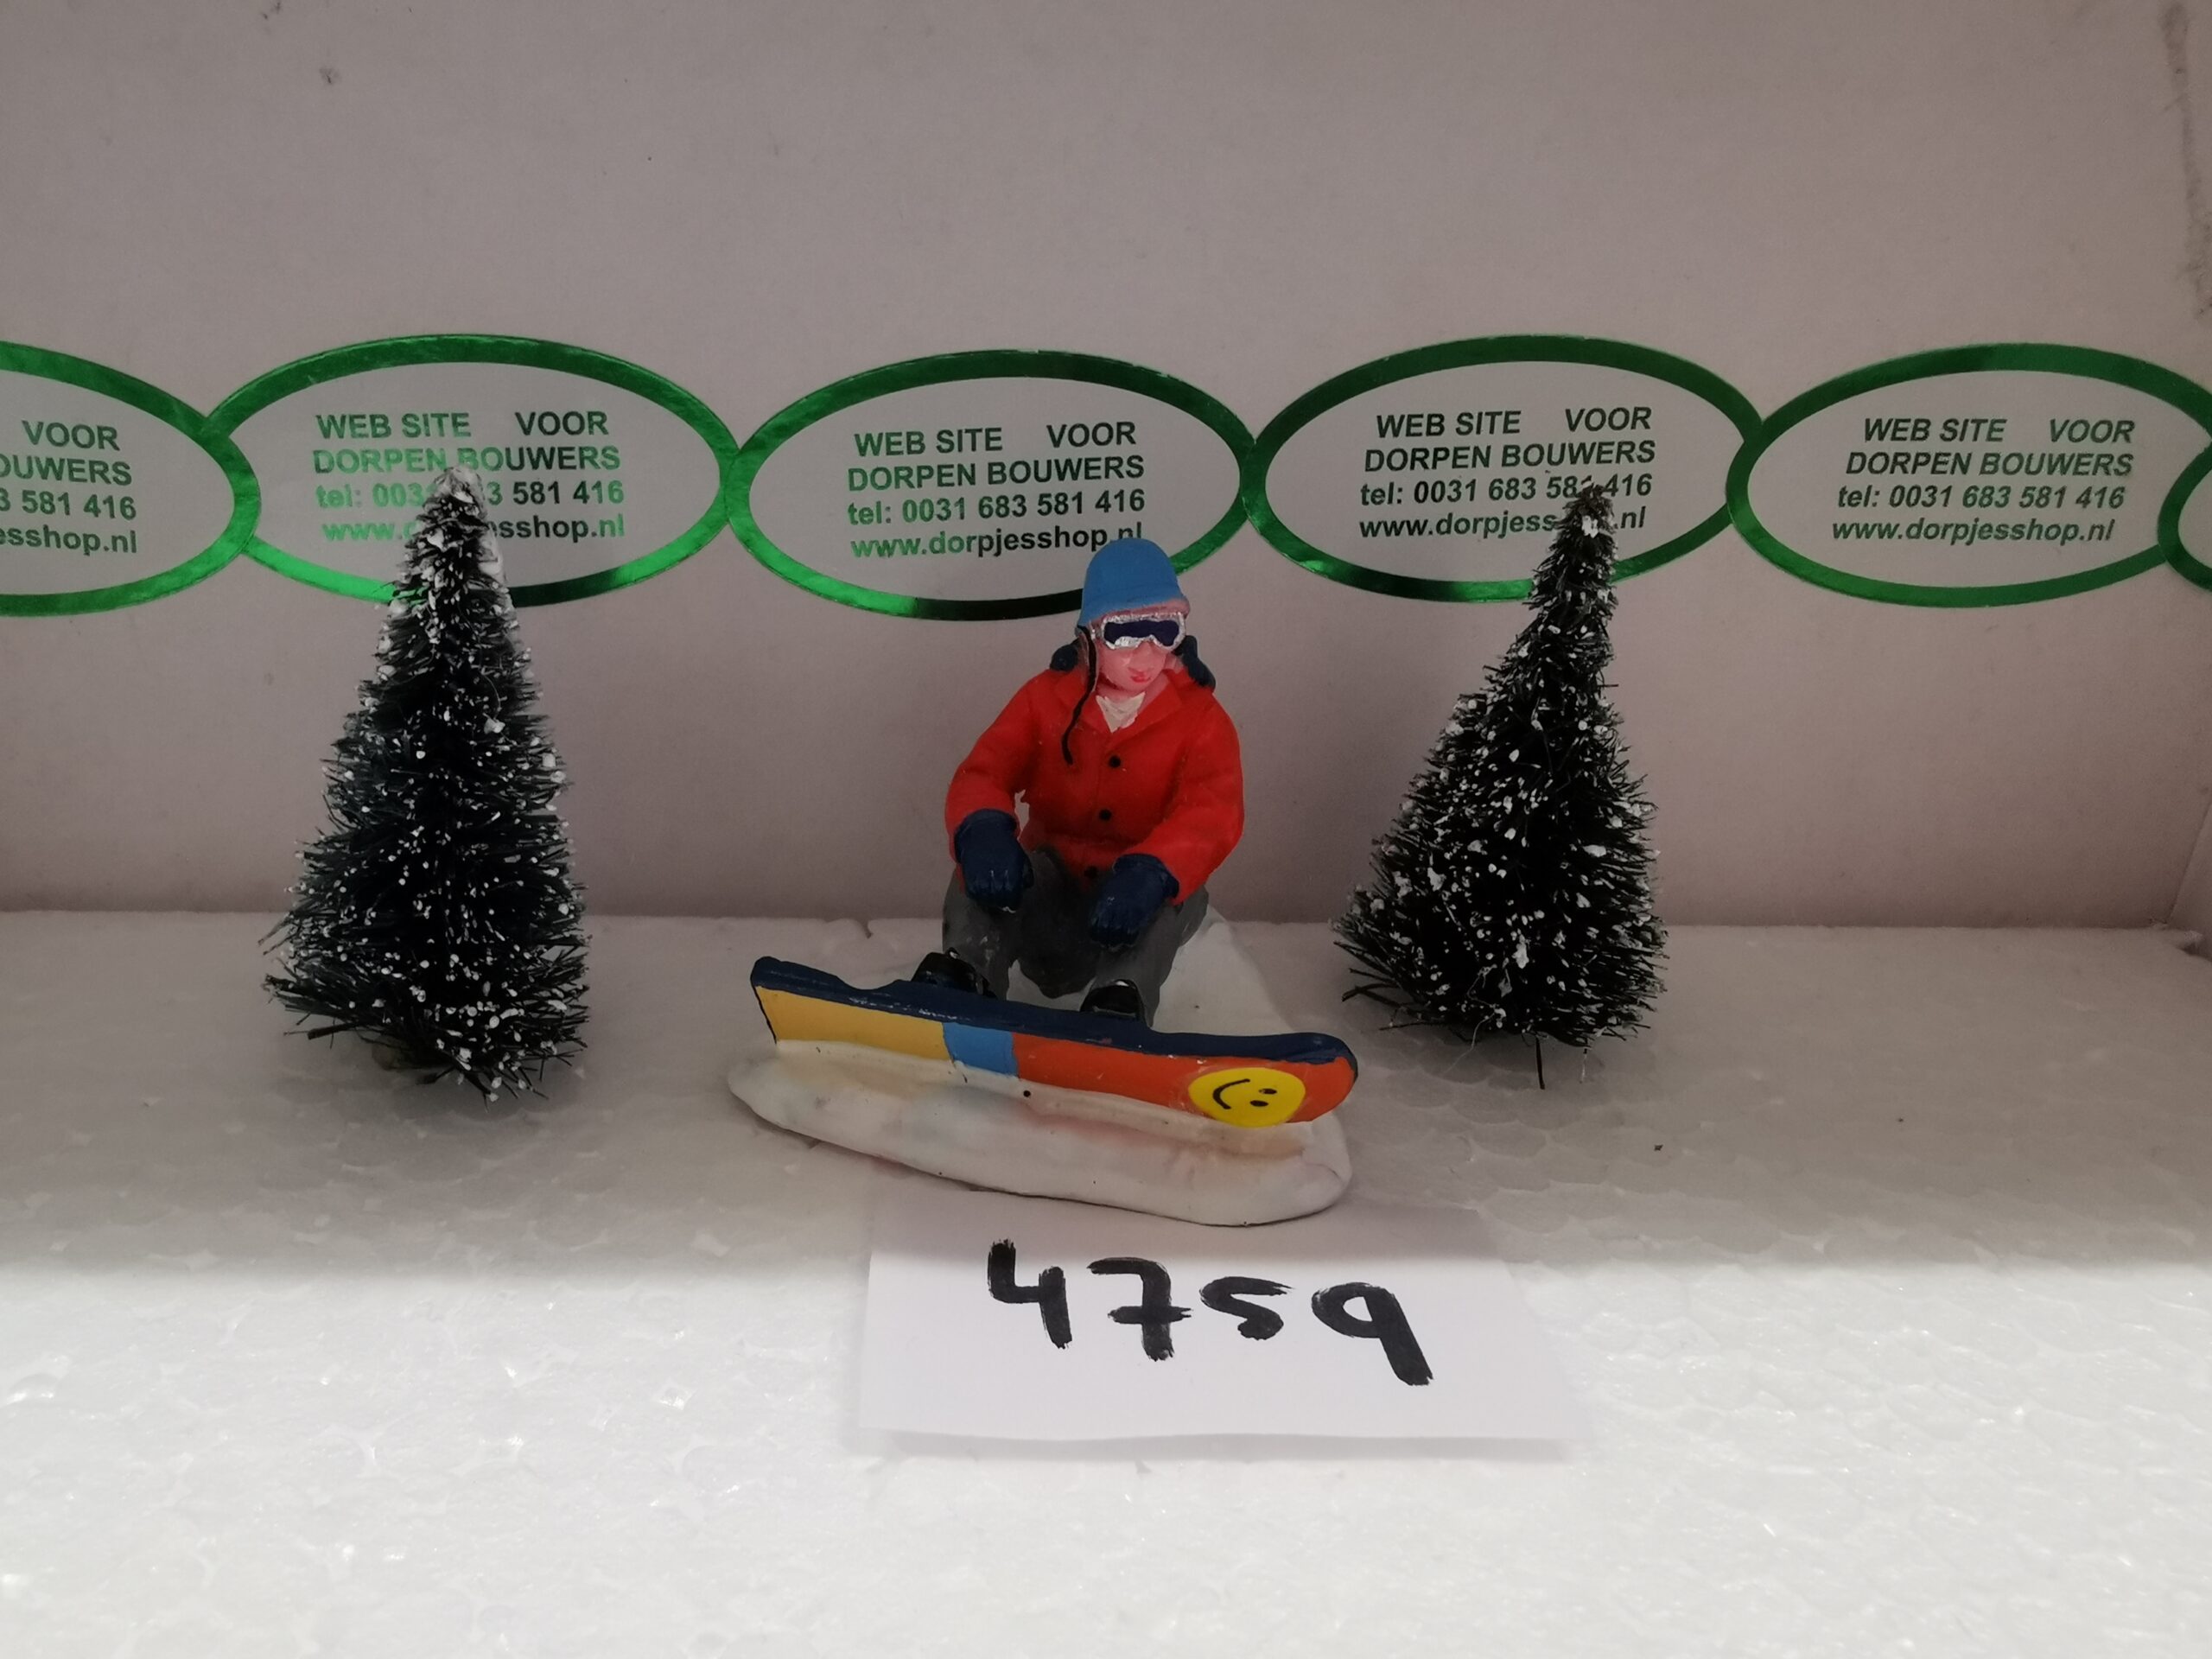 VOOR
OUWERS
3 581 416
esshop.nl
WEB SITE VOOR
DORPEN BOUWERS
tel: 003 3 581 416
www. esshop.nl
WEB SITE VOOR
DORPEN BOUWERS
tel: 0031 683 581 416
www.dorpjesshop.nl
WEB SITE VOOR
DORPEN BOUWERS
tel: 0031 683 581 416
www.dorpjess .nl
WEB SITE VOOR
DORPEN BOUWERS
tel: 0031 683 581 416
www.dorpjesshop.nl
4759